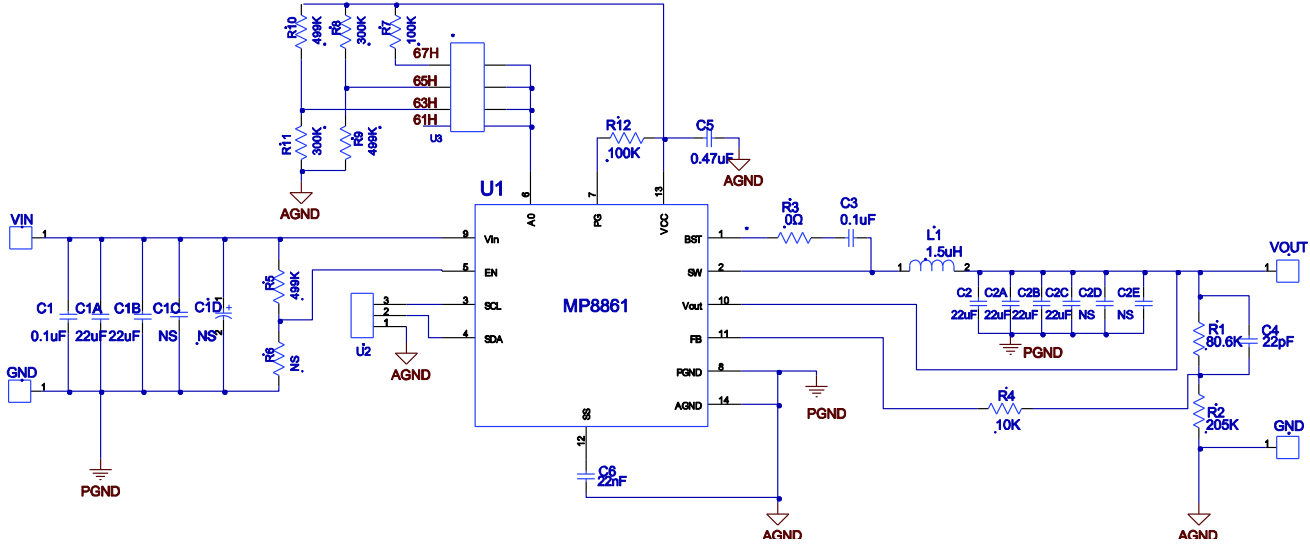 R10
499K
R8
300K
R7
100K
67H
65H
63H
61H
U3
R11
300K
R9
499K
AGND
R12
100K
C5
0.47uF
AGND
U1
6
7
13
A0
PG
VCC
VIN
1
9
Vin
5
EN
3
SCL
4
SDA
MP8861
BST
1
SW
2
Vout
10
FB
11
PGND
8
AGND
14
SS
12
R3
0Ω
C3
0.1uF
L1
1.5uH
1
2
VOUT
1
C1
0.1uF
C1A
22uF
C1B
22uF
C1C
NS
C1D
NS
1
+
2
R5
499K
R6
NS
3
2
1
U2
AGND
GND
1
PGND
C2
22uF
C2A
22uF
C2B
22uF
C2C
22uF
C2D
NS
C2E
NS
PGND
R1
80.6K
C4
22pF
PGND
R4
10K
R2
205K
GND
1
C6
22nF
AGND
AGND